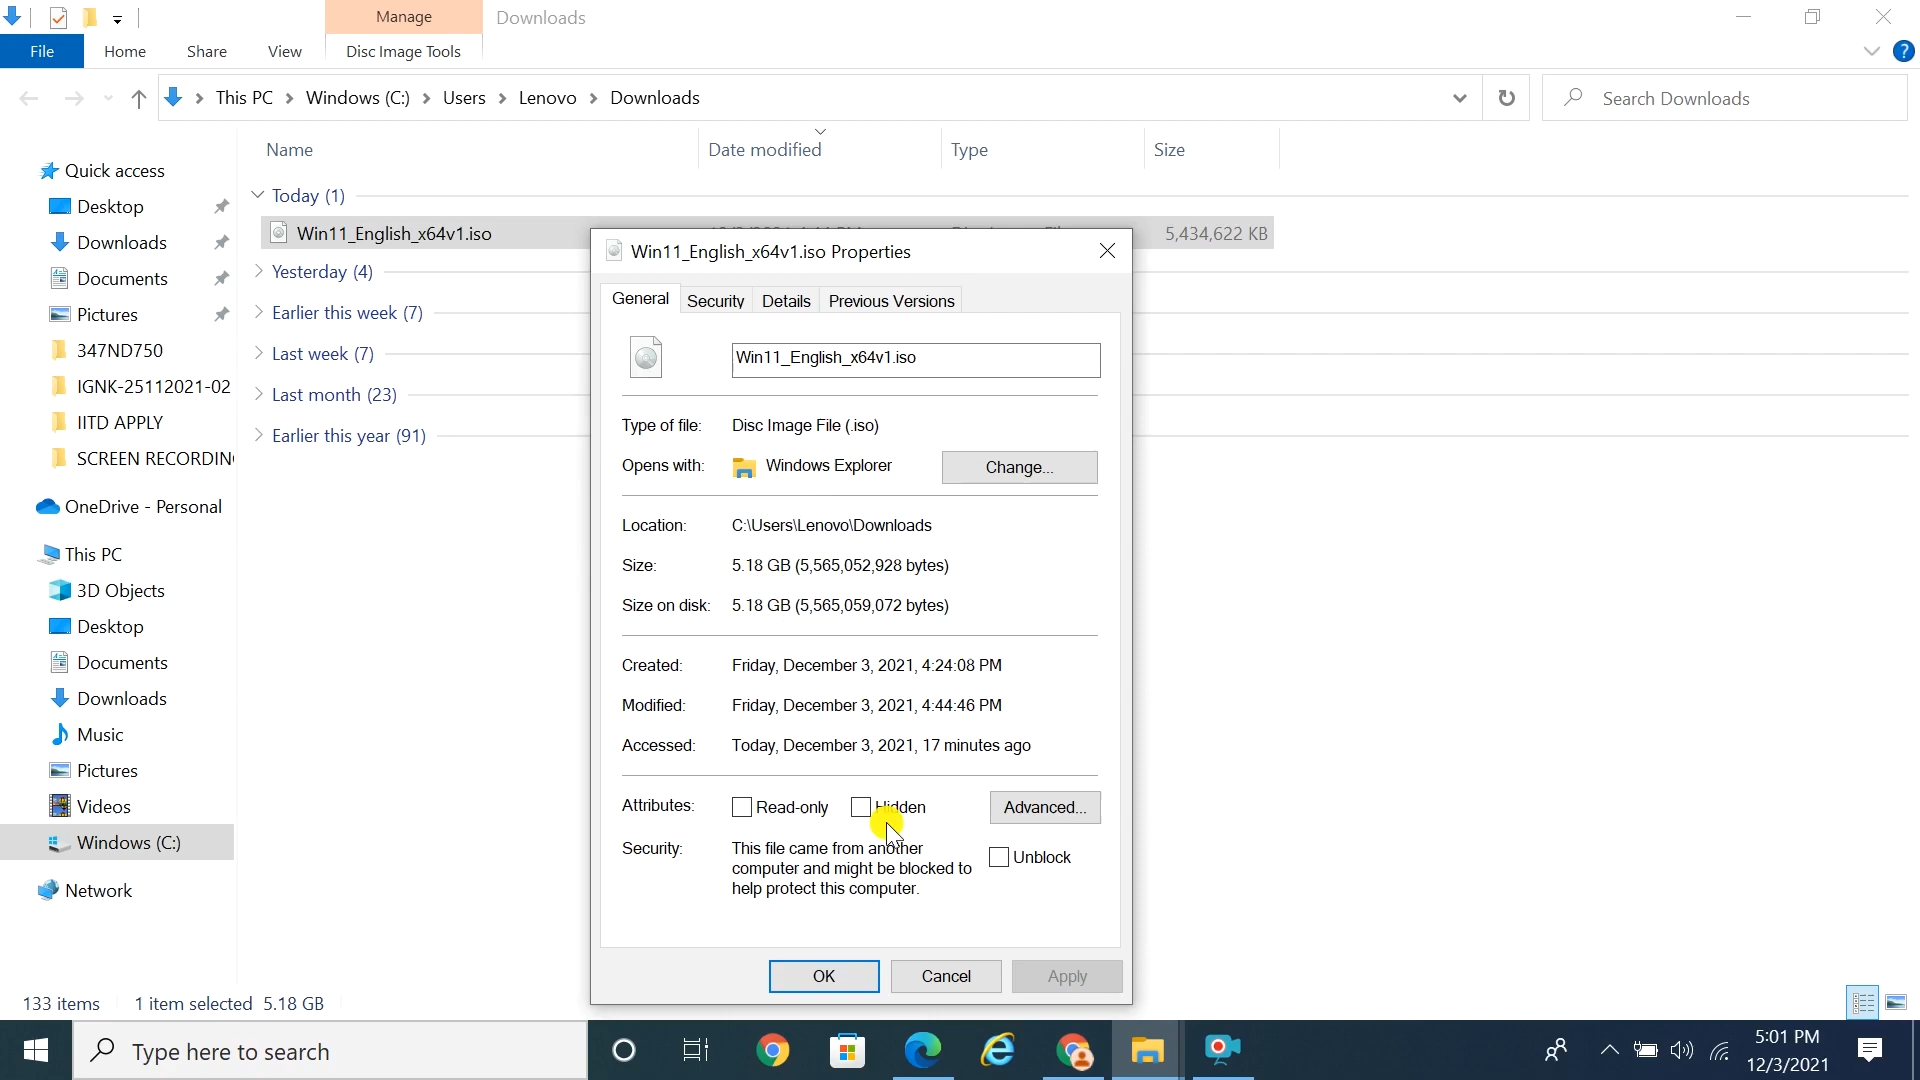 Manage
Downloads
File
Home
Share
View
Disc Image Tools
?
This PC
Windows (C:)
Users
Lenovo
Downloads
Search Downloads
Name
Date modified
Type
Size
Quick access
Desktop
Downloads
Documents
Pictures
347ND750
IGNK-25112021-02
IITD APPLY
SCREEN RECORDIN
OneDrive - Personal
This PC
3D Objects
Desktop
Documents
Downloads
Music
Pictures
Videos
Windows (C:)
Network
Today (1)
Win11_English_x64v1.iso
5,434,622 KB
Yesterday (4)
Earlier this week (7)
Last week (7)
Last month (23)
Earlier this year (91)
Win11_English_x64v1.iso Properties
General
Security
Details
Previous Versions
Win11_English_x64v1.iso
Type of file:
Disc Image File (.iso)
Opens with:
Windows Explorer
Change...
Location:
C:\Users\Lenovo\Downloads
Size:
5.18 GB (5,565,052,928 bytes)
Size on disk:
5.18 GB (5,565,059,072 bytes)
Created:
Friday, December 3, 2021, 4:24:08 PM
Modified:
Friday, December 3, 2021, 4:44:46 PM
Accessed:
Today, December 3, 2021, 17 minutes ago
Attributes:
Read-only
Hidden
Advanced...
Security:
This file came from another
computer and might be blocked to
help protect this computer.
Unblock
OK
Cancel
Apply
133 items
1 item selected 5.18 GB
Type here to search
5:01 PM
12/3/2021